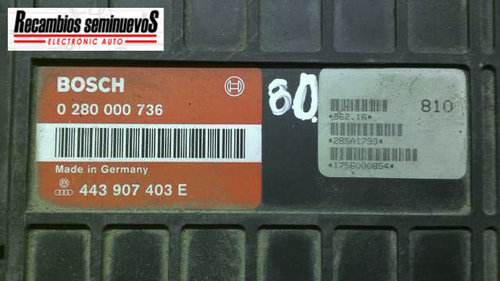 Recambios seminuevoS
ELECTRONIC AUTO
BOSCH
0 280 000 736
Made in Germany
443 907 403 E
80.
810
*862.16*
*28SA1799*
*1756000854*